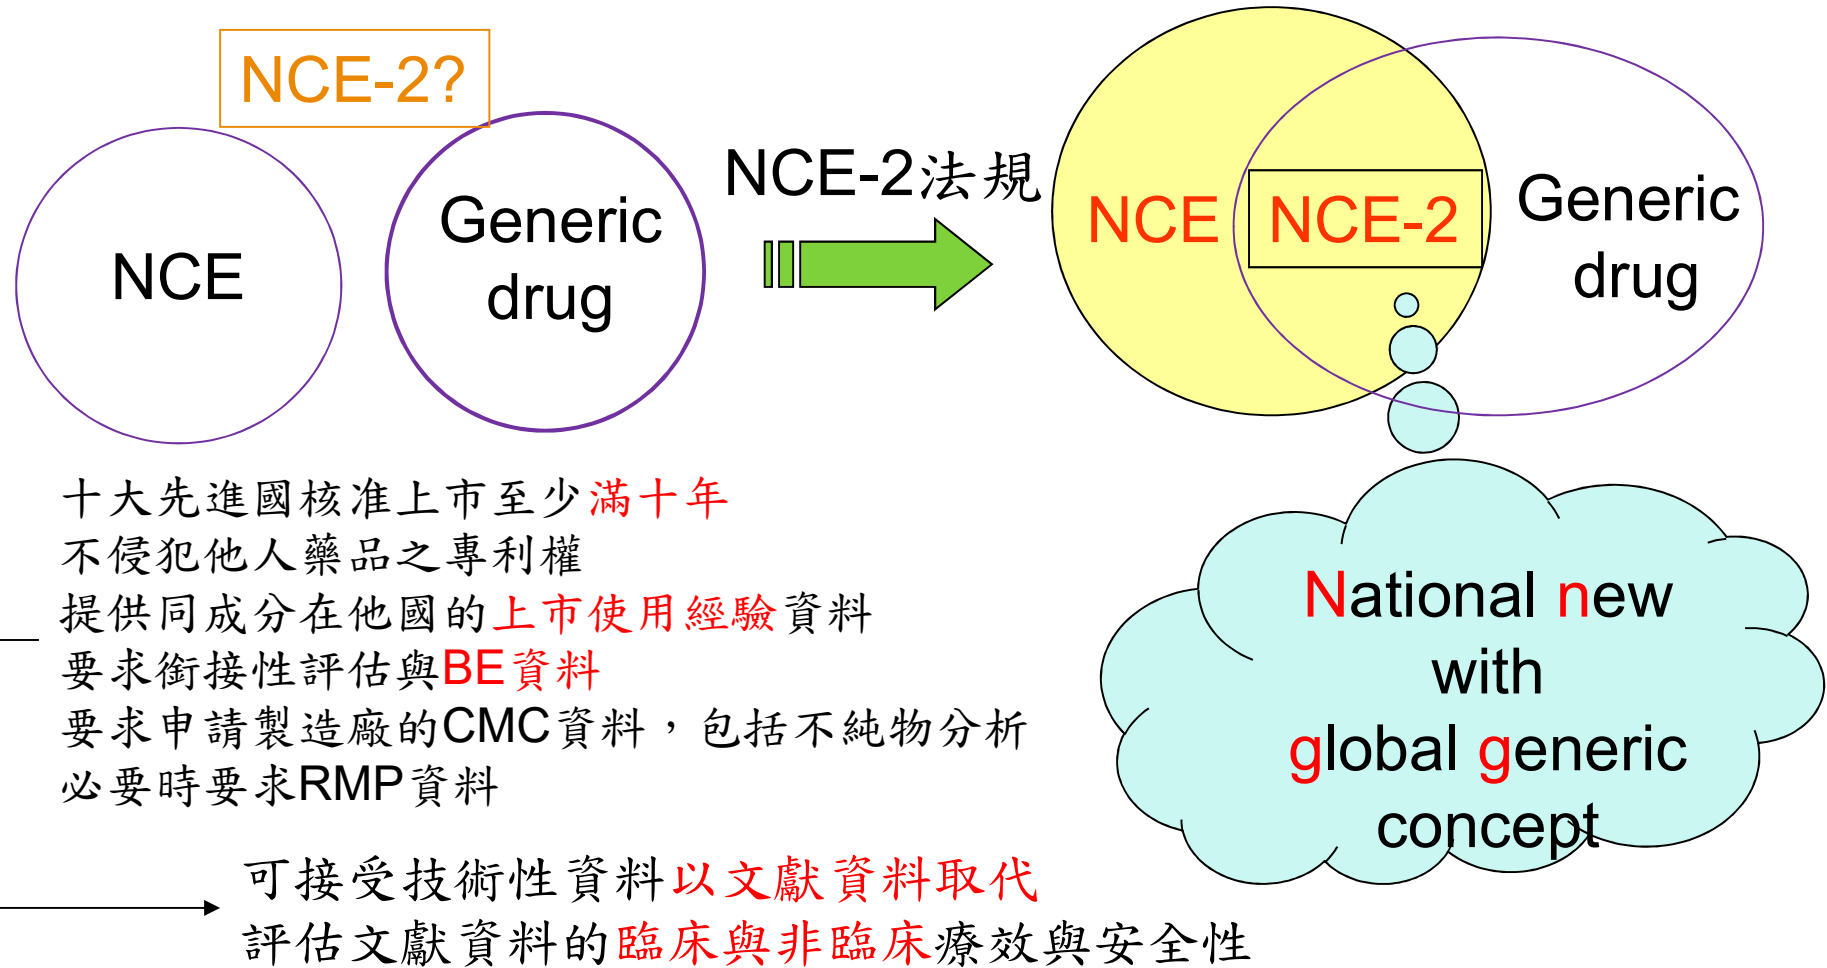 NCE-2?
NCE
Generic
drug
NCE-2法規
NCE
NCE-2
Generic
drug
十大先進國核准上市至少滿十年
不侵犯他人藥品之專利權
提供同成分在他國的上市使用經驗資料
要求銜接性評估與BE資料
要求申請製造廠的CMC資料，包括不純物分析
必要時要求RMP資料
National new
with
global generic
concept
可接受技術性資料以文獻資料取代
評估文獻資料的臨床與非臨床療效與安全性